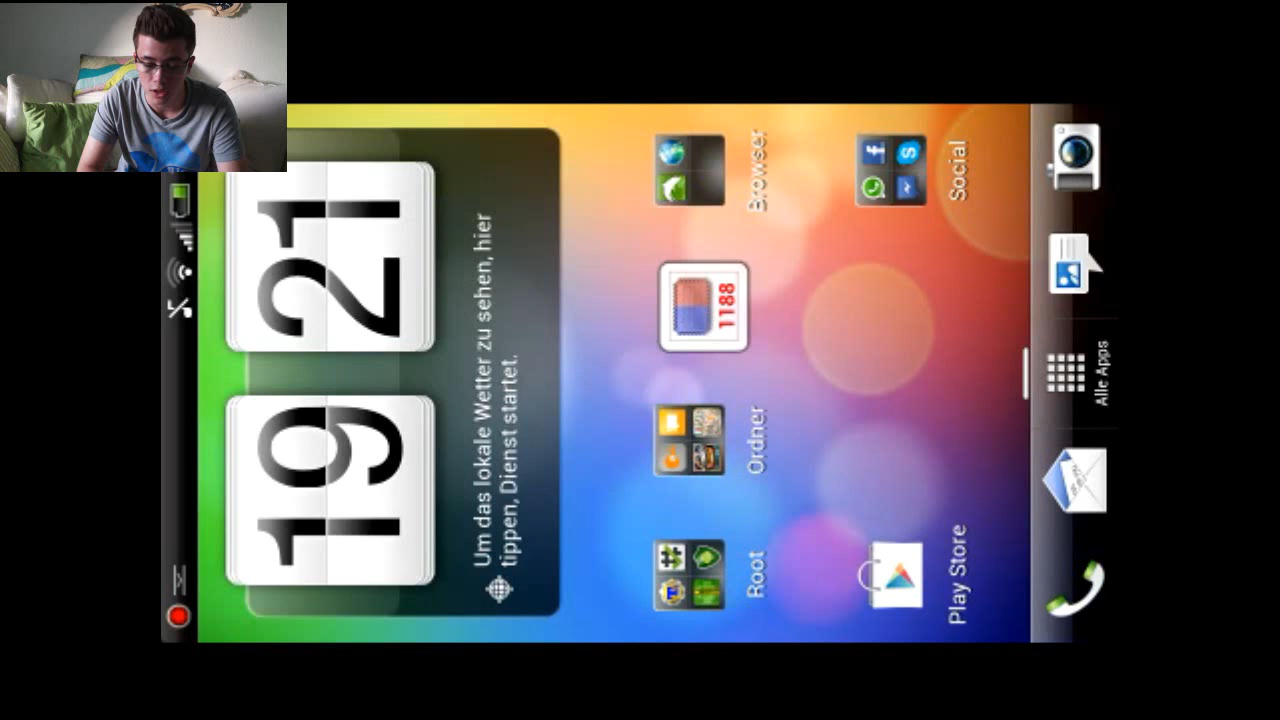 19 21
Um das lokale Wetter zu sehen, hier
tippen, Dienst startet.
1188
Root
Ordner
Browser
Play Store
Social
Alle Apps